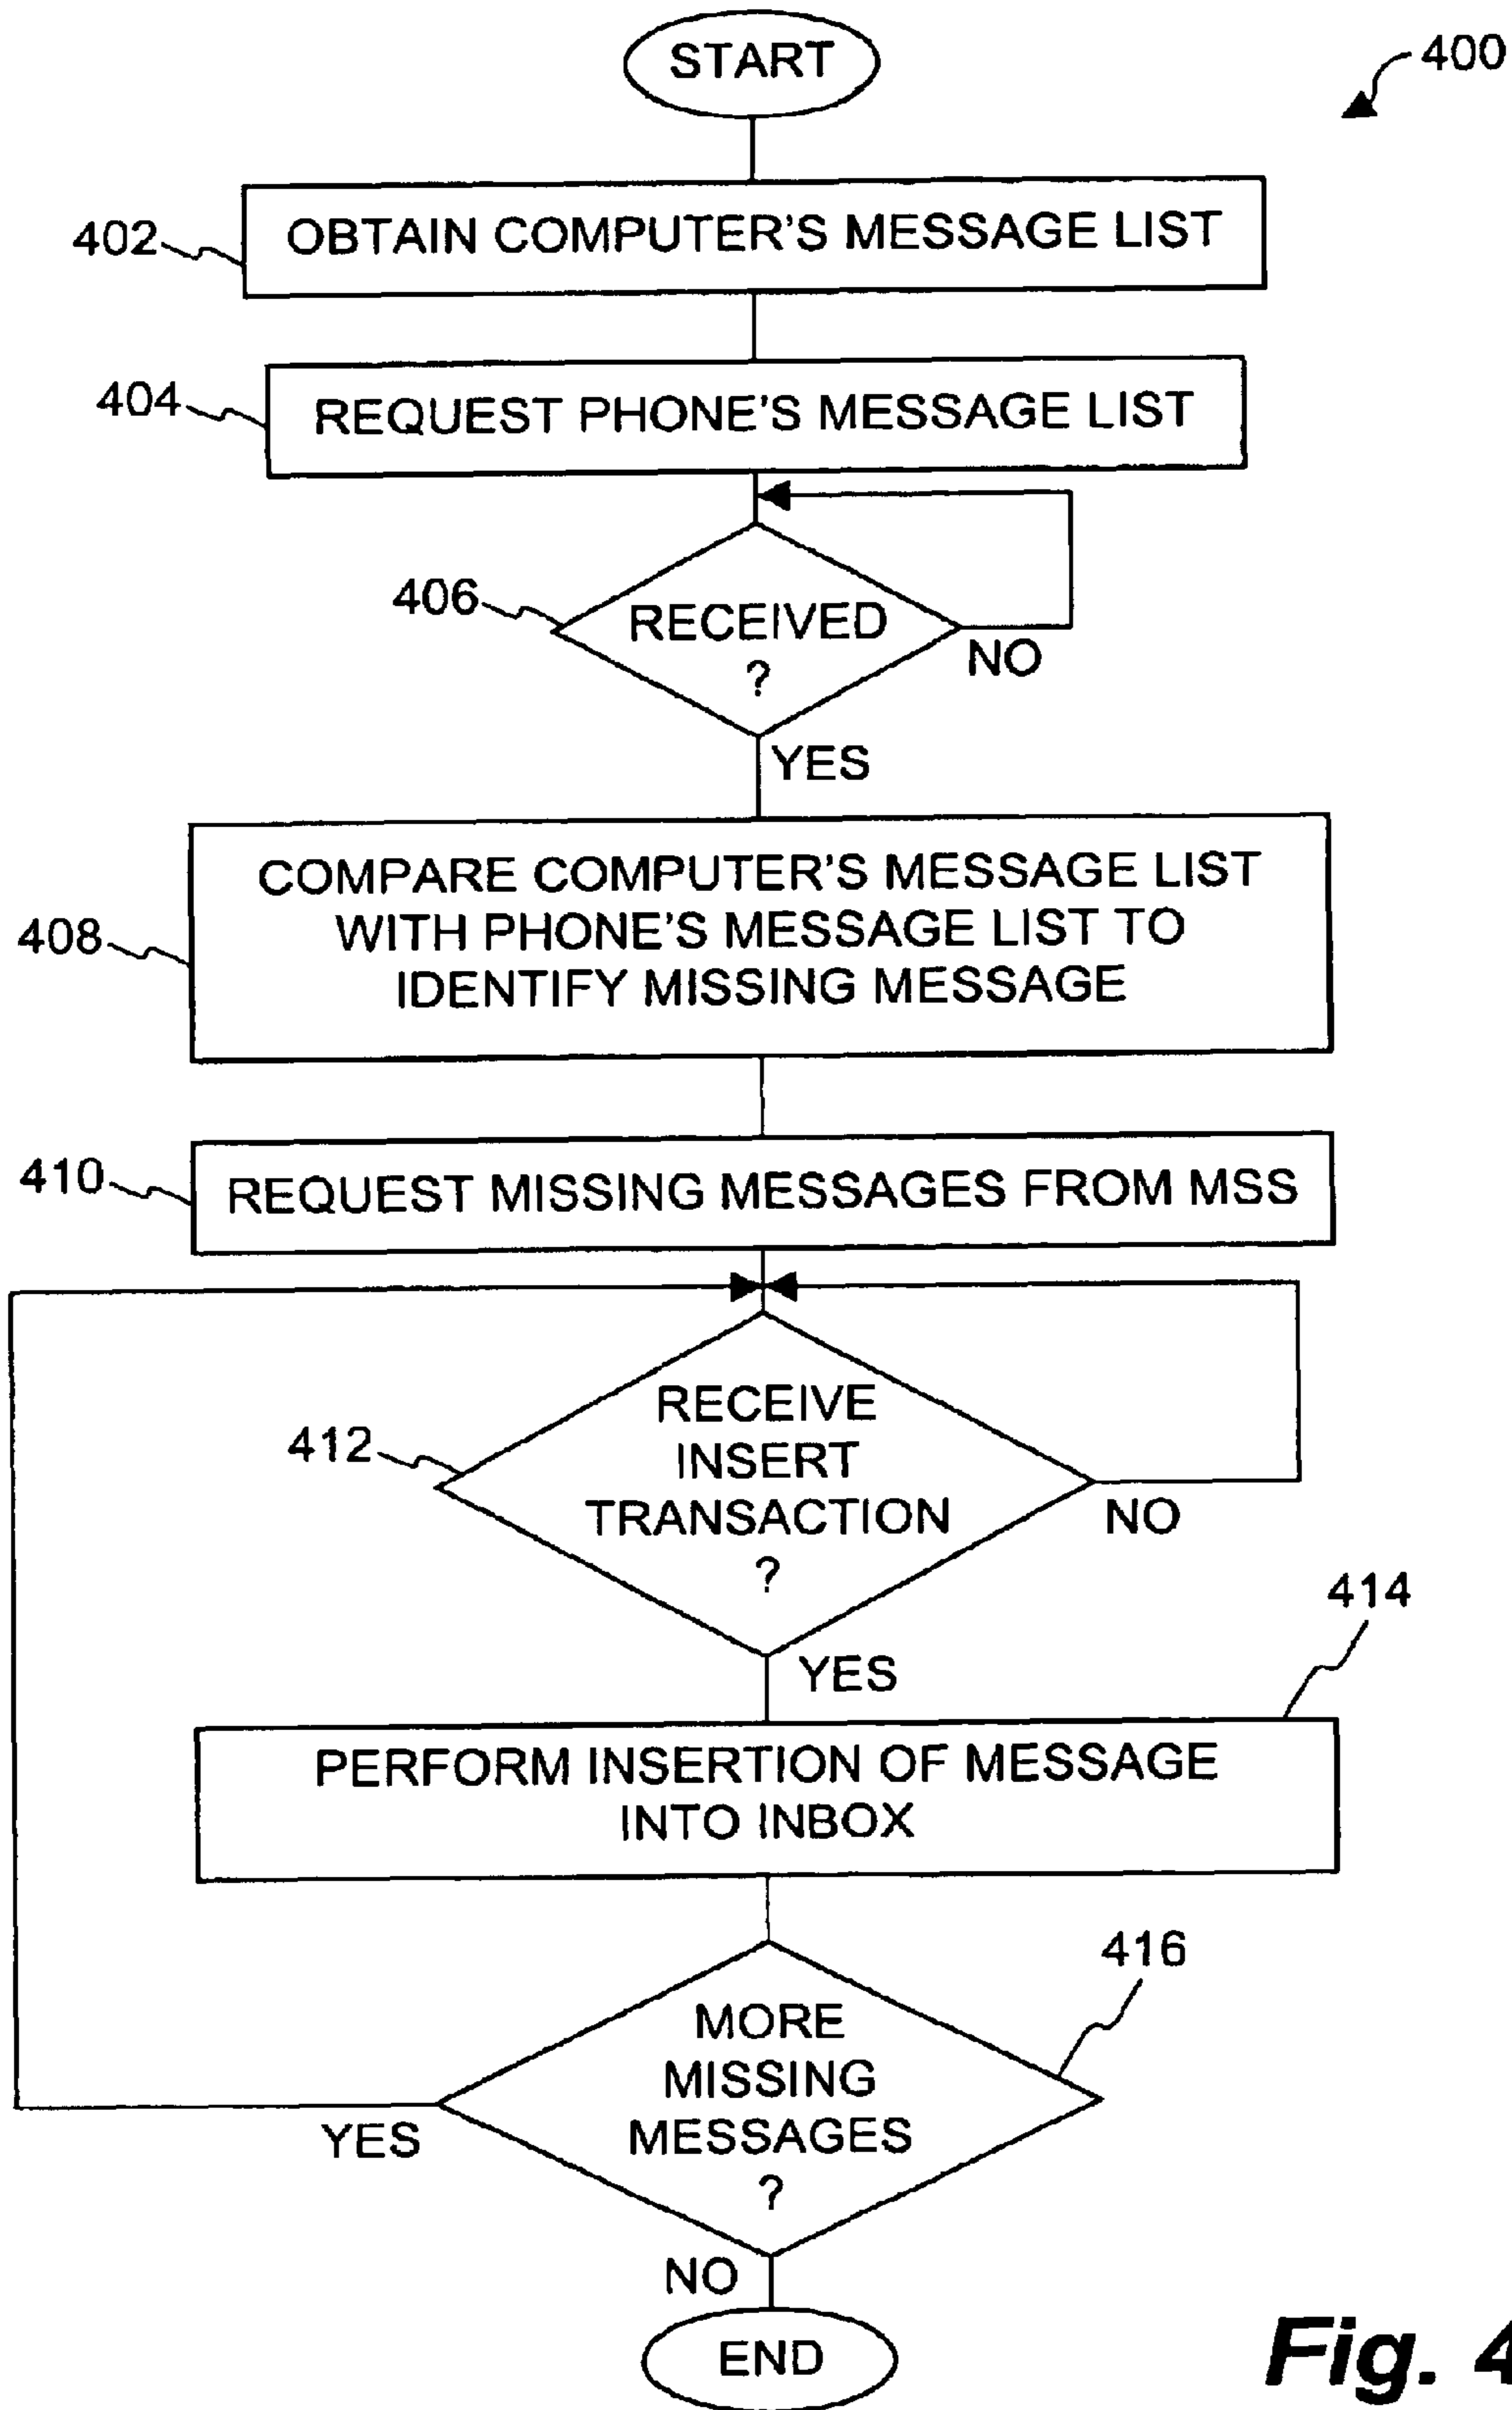 START
400
402
OBTAIN COMPUTER'S MESSAGE LIST
404
REQUEST PHONE'S MESSAGE LIST
406
RECEIVED
?
NO
YES
408
COMPARE COMPUTER'S MESSAGE LIST
WITH PHONE'S MESSAGE LIST TO
IDENTIFY MISSING MESSAGE
410
REQUEST MISSING MESSAGES FROM MSS
412
RECEIVE
INSERT
TRANSACTION
?
NO
YES
414
PERFORM INSERTION OF MESSAGE
INTO INBOX
416
MORE
MISSING
MESSAGES
?
YES
NO
END
Fig. 4